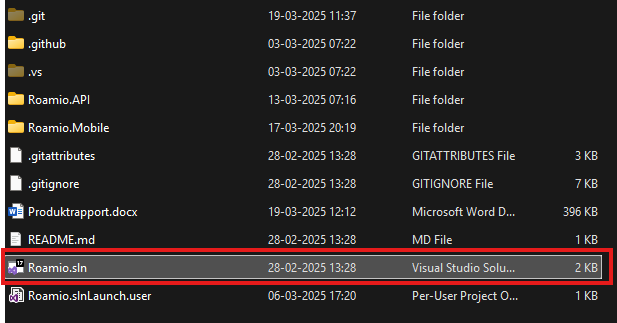 .git 19-03-2025 11:37 File folder
.github 03-03-2025 07:22 File folder
.vs 03-03-2025 07:22 File folder
Roamio.API 13-03-2025 07:16 File folder
Roamio.Mobile 17-03-2025 20:19 File folder
.gitattributes 28-02-2025 13:28 GITATTRIBUTES File 3 KB
.gitignore 28-02-2025 13:28 GITIGNORE File 7 KB
Produktrapport.docx 19-03-2025 12:12 Microsoft Word D... 396 KB
README.md 28-02-2025 13:28 MD File 1 KB
Roamio.sln 28-02-2025 13:28 Visual Studio Solu... 2 KB
Roamio.slnLaunch.user 06-03-2025 17:20 Per-User Project O... 1 KB